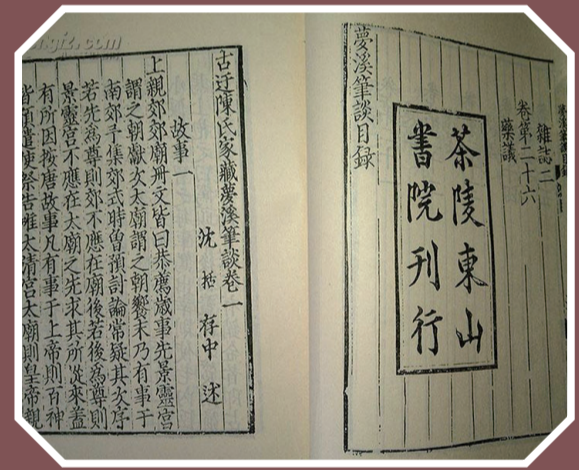 雜誌二
卷第二十六
藥議
茶陵東山
書院刊行
夢溪筆談目錄
古迂陳氏家藏夢溪筆談卷一
沈括存中述
故事一
上親郊郊廟冊文皆曰恭薦歲事先景靈宮
謂之朝獻次太廟謂之朝饗末乃有事于
南郊予集郊式時曾預討論常疑其次序
若先為尊則郊不應在廟後若後為尊則
景靈宮不應在太廟之先求其所從來蓋
有所因按唐故事凡有事于上帝則百神
皆預遣使祭告唯太清宮太廟則皇帝親